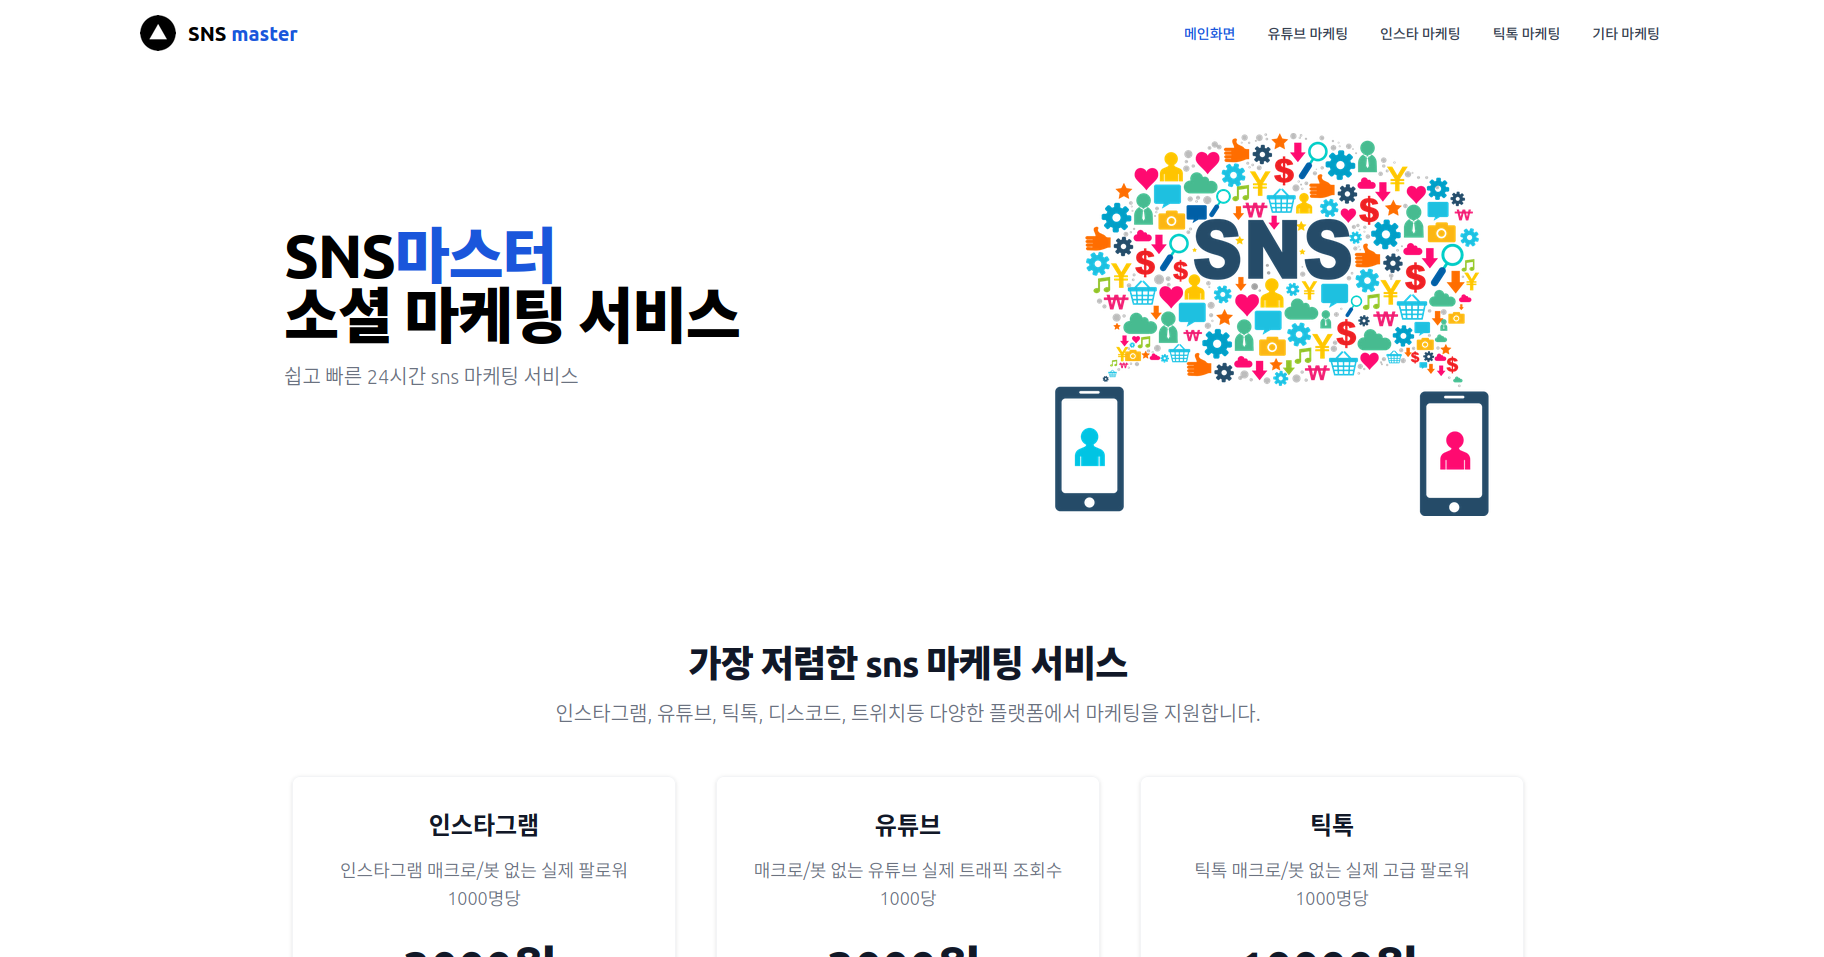 SNS master
메인화면
유튜브 마케팅
인스타 마케팅
틱톡 마케팅
기타 마케팅
SNS
SNS마스터
소셜 마케팅 서비스
쉽고 빠른 24시간 sns 마케팅 서비스
가장 저렴한 sns 마케팅 서비스
인스타그램, 유튜브, 틱톡, 디스코드, 트위치등 다양한 플랫폼에서 마케팅을 지원합니다.
인스타그램
인스타그램 매크로/봇 없는 실제 팔로워
1000명당
유튜브
매크로/봇 없는 유튜브 실제 트래픽 조회수
1000당
틱톡
틱톡 매크로/봇 없는 실제 고급 팔로워
1000명당